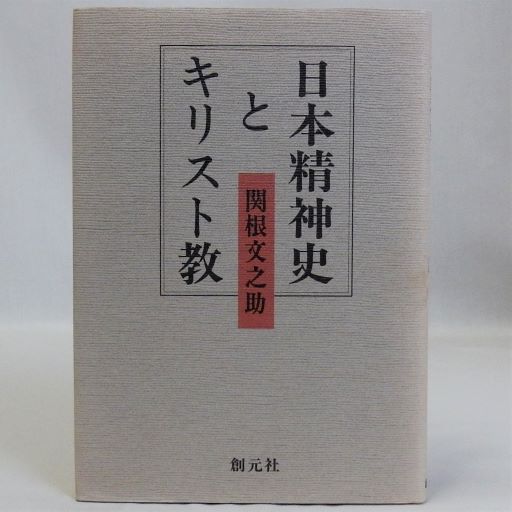 日本精神史
と
キリスト教
関根文之助
創元社